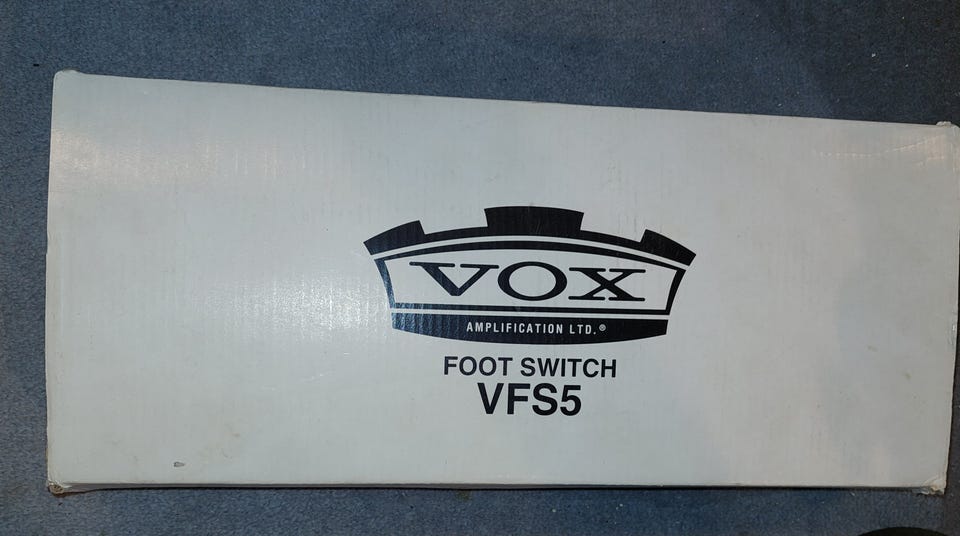 VOX
AMPLIFICATION LTD.®
FOOT SWITCH
VFS5